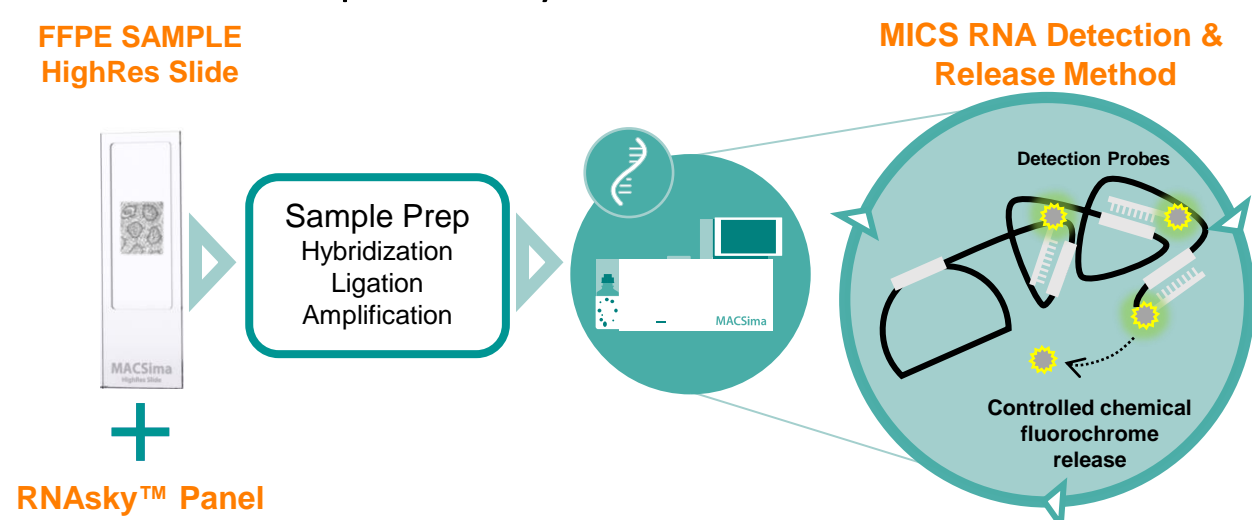 FFPE SAMPLE
HighRes Slide
MACSima
HighRes Slide
RNAsky™ Panel
Sample Prep
Hybridization
Ligation
Amplification
MACSima
MICS RNA Detection &
Release Method
Detection Probes
Controlled chemical
fluorochrome
release